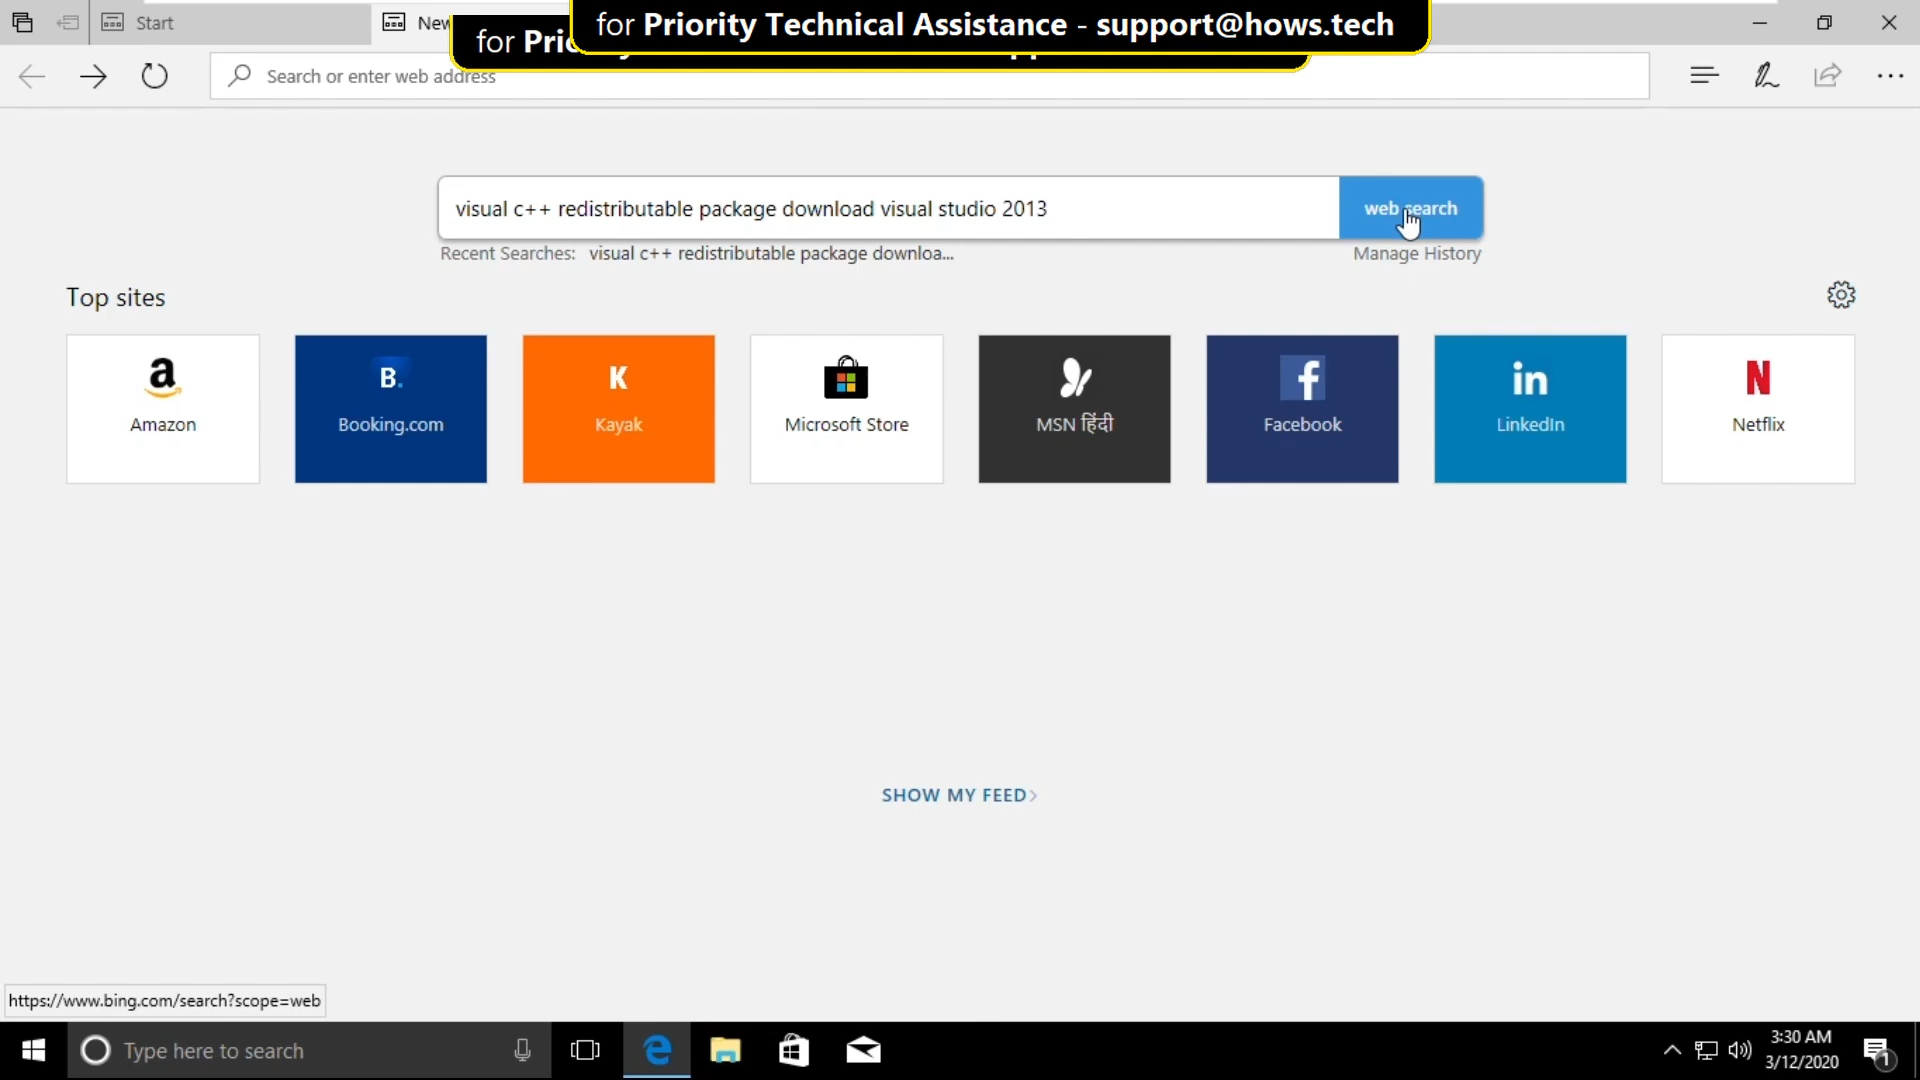 Start
New
for Prio
for Priority Technical Assistance - support@hows.tech
Search or enter web address
visual c++ redistributable package download visual studio 2013
web search
Recent Searches: visual c++ redistributable package downloa...
Manage History
Top sites
a
Amazon
B.
Booking.com
K
Kayak
Microsoft Store
MSN हिंदी
f
Facebook
in
LinkedIn
N
Netflix
SHOW MY FEED
https://www.bing.com/search?scope=web
Type here to search
3:30 AM
3/12/2020
1